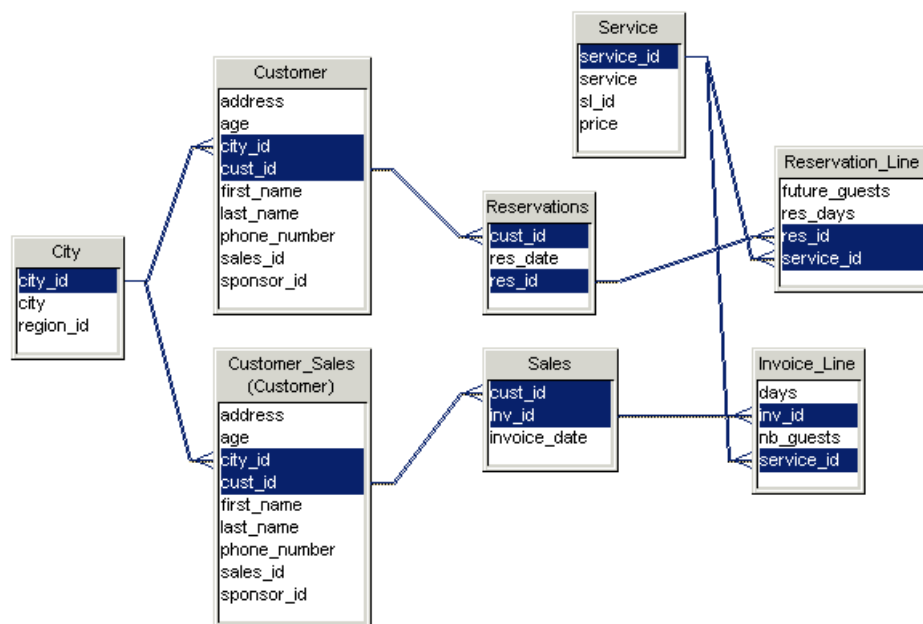 Service
service_id
service
sl_id
price
Customer
address
age
city_id
cust_id
first_name
last_name
phone_number
sales_id
sponsor_id
Reservation_Line
future_guests
res_days
res_id
service_id
Reservations
cust_id
res_date
res_id
City
city_id
city
region_id
Customer_Sales
(Customer)
address
age
city_id
cust_id
first_name
last_name
phone_number
sales_id
sponsor_id
Sales
cust_id
inv_id
invoice_date
Invoice_Line
days
inv_id
nb_guests
service_id